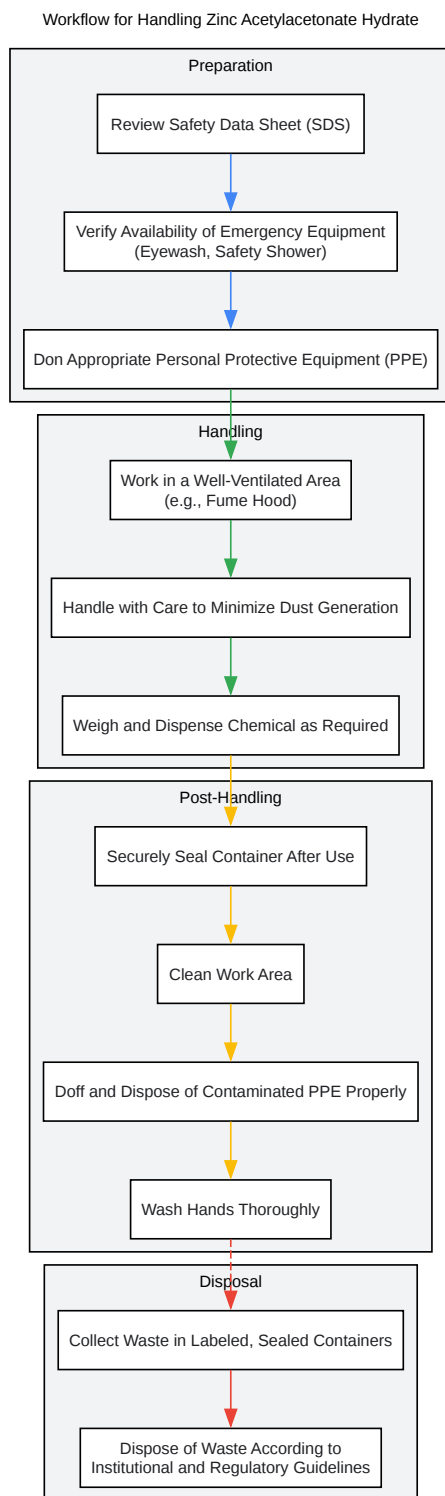 Workflow for Handling Zinc Acetylacetonate Hydrate
Preparation
Review Safety Data Sheet (SDS)
Verify Availability of Emergency Equipment
(Eyewash, Safety Shower)
Don Appropriate Personal Protective Equipment (PPE)
Handling
Work in a Well-Ventilated Area
(e.g., Fume Hood)
Handle with Care to Minimize Dust Generation
Weigh and Dispense Chemical as Required
Post-Handling
Securely Seal Container After Use
Clean Work Area
Doff and Dispose of Contaminated PPE Properly
Wash Hands Thoroughly
Disposal
Collect Waste in Labeled, Sealed Containers
Dispose of Waste According to
Institutional and Regulatory Guidelines